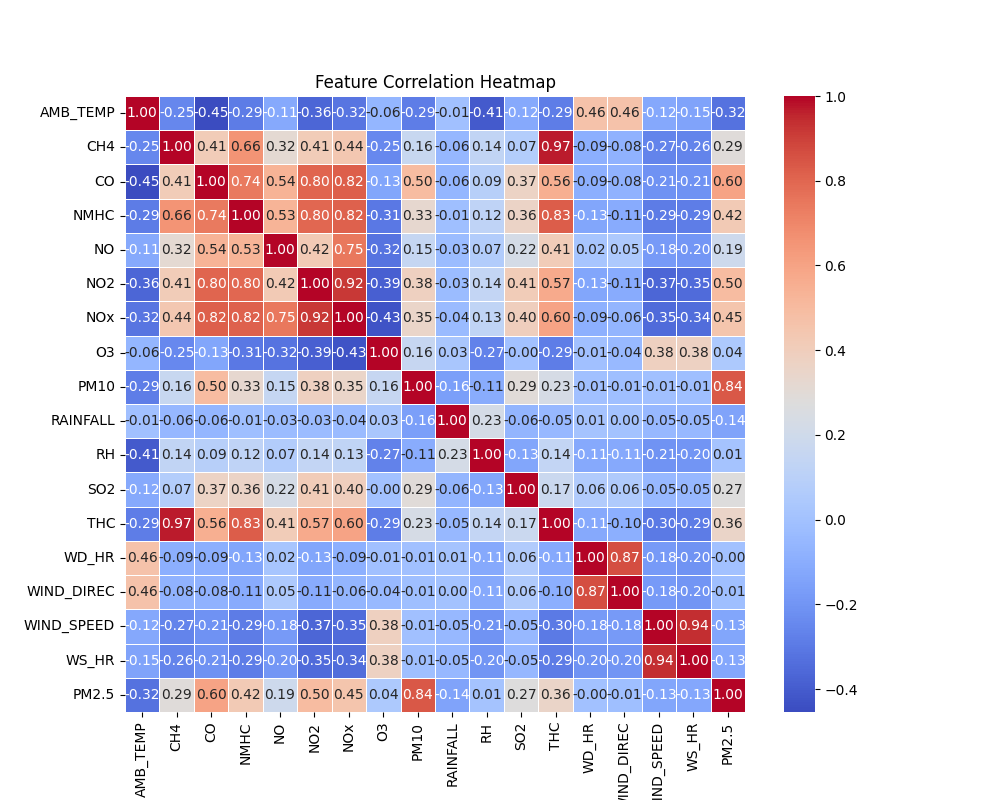 Feature Correlation Heatmap
AMB_TEMP 1.00 -0.25 -0.45 -0.29 -0.11 -0.36 -0.32 -0.06 -0.29 -0.01 -0.41 -0.12 -0.29 0.46 0.46 -0.12 -0.15 -0.32
CH4 -0.25 1.00 0.41 0.66 0.32 0.41 0.44 -0.25 0.16 -0.06 0.14 0.07 0.97 -0.09 -0.08 -0.27 -0.26 0.29
CO -0.45 0.41 1.00 0.74 0.54 0.80 0.82 -0.13 0.50 -0.06 0.09 0.37 0.56 -0.09 -0.08 -0.21 -0.21 0.60
NMHC -0.29 0.66 0.74 1.00 0.53 0.80 0.82 -0.31 0.33 -0.01 0.12 0.36 0.83 -0.13 -0.11 -0.29 -0.29 0.42
NO -0.11 0.32 0.54 0.53 1.00 0.42 0.75 -0.32 0.15 -0.03 0.07 0.22 0.41 0.02 0.05 -0.18 -0.20 0.19
NO2 -0.36 0.41 0.80 0.80 0.42 1.00 0.92 -0.39 0.38 -0.03 0.14 0.41 0.57 -0.13 -0.11 -0.37 -0.35 0.50
NOx -0.32 0.44 0.82 0.82 0.75 0.92 1.00 -0.43 0.35 -0.04 0.13 0.40 0.60 -0.09 -0.06 -0.35 -0.34 0.45
O3 -0.06 -0.25 -0.13 -0.31 -0.32 -0.39 -0.43 1.00 0.16 0.03 -0.27 -0.00 -0.29 -0.01 -0.04 0.38 0.38 0.04
PM10 -0.29 0.16 0.50 0.33 0.15 0.38 0.35 0.16 1.00 -0.16 -0.11 0.29 0.23 -0.01 -0.01 -0.01 -0.01 0.84
RAINFALL -0.01 -0.06 -0.06 -0.01 -0.03 -0.03 -0.04 0.03 -0.16 1.00 0.23 -0.06 -0.05 0.01 0.00 -0.05 -0.05 -0.14
RH -0.41 0.14 0.09 0.12 0.07 0.14 0.13 -0.27 -0.11 0.23 1.00 -0.13 0.14 -0.11 -0.11 -0.21 -0.20 0.01
SO2 -0.12 0.07 0.37 0.36 0.22 0.41 0.40 -0.00 0.29 -0.06 -0.13 1.00 0.17 0.06 0.06 -0.05 -0.05 0.27
THC -0.29 0.97 0.56 0.83 0.41 0.57 0.60 -0.29 0.23 -0.05 0.14 0.17 1.00 -0.11 -0.10 -0.30 -0.29 0.36
WD_HR 0.46 -0.09 -0.09 -0.13 0.02 -0.13 -0.09 -0.01 -0.01 0.01 -0.11 0.06 -0.11 1.00 0.87 -0.18 -0.20 -0.00
WIND_DIREC 0.46 -0.08 -0.08 -0.11 0.05 -0.11 -0.06 -0.04 -0.01 0.00 -0.11 0.06 -0.10 0.87 1.00 -0.18 -0.20 -0.01
WIND_SPEED -0.12 -0.27 -0.21 -0.29 -0.18 -0.37 -0.35 0.38 -0.01 -0.05 -0.21 -0.05 -0.30 -0.18 -0.18 1.00 0.94 -0.13
WS_HR -0.15 -0.26 -0.21 -0.29 -0.20 -0.35 -0.34 0.38 -0.01 -0.05 -0.20 -0.05 -0.29 -0.20 -0.20 0.94 1.00 -0.13
PM2.5 -0.32 0.29 0.60 0.42 0.19 0.50 0.45 0.04 0.84 -0.14 0.01 0.27 0.36 -0.00 -0.01 -0.13 -0.13 1.00
AMB_TEMP
CH4
CO
NMHC
NO
NO2
NOx
O3
PM10
RAINFALL
RH
SO2
THC
WD_HR
IND_DIREC
IND_SPEED
WS_HR
PM2.5
1.0
0.8
0.6
0.4
0.2
0.0
−0.2
−0.4